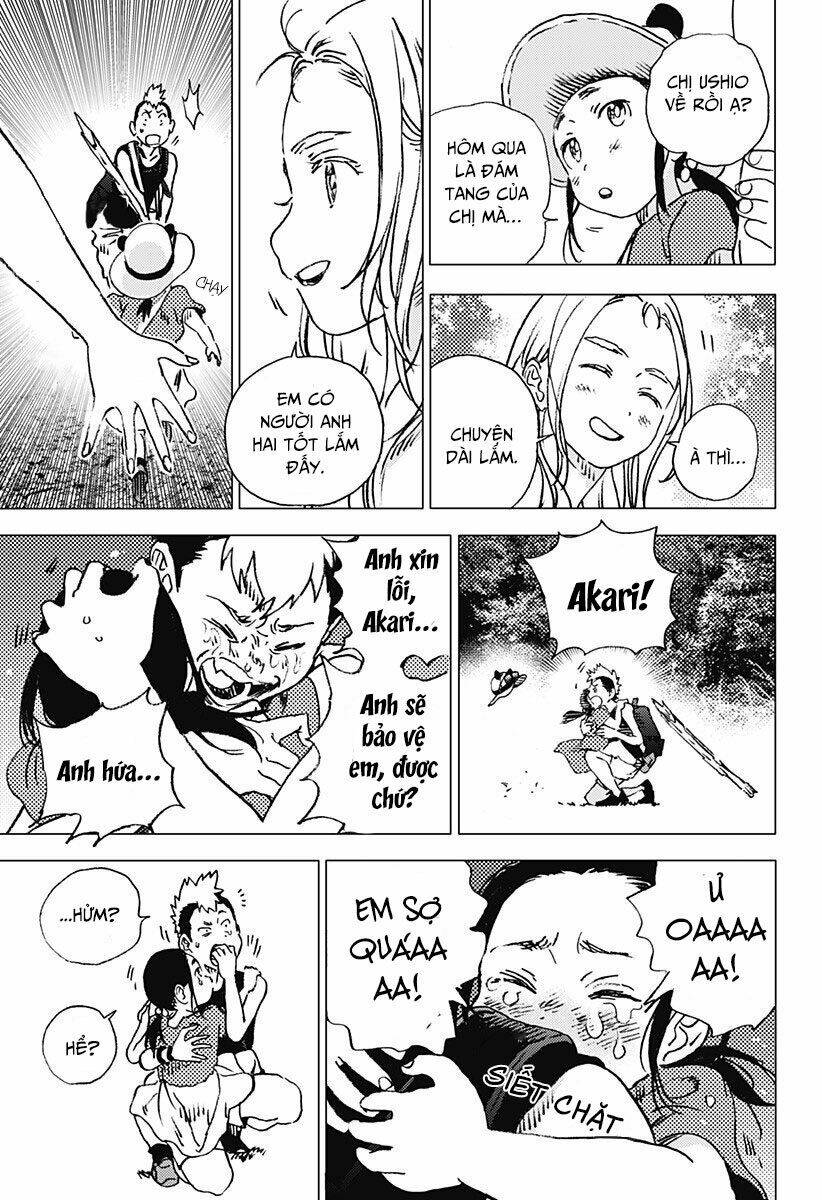 CHỊ USHIO
VỀ RỒI Ạ?
HÔM QUA
LÀ ĐÁM
TANG CỦA
CHỊ MÀ...
À THÌ...
CHUYỆN
DÀI LẮM.
EM CÓ
NGƯỜI ANH
HAI TỐT LẮM
ĐẤY.
CHẠY
Akari!
Anh xin
lỗi,
Akari...
Anh sẽ
bảo vệ
em, được
chứ?
Anh hứa...
Ư
OAAAAA
AA!
EM SỢ
QUÁAA
AA!
SIẾT CHẶT
...HỬM?
HỂ?